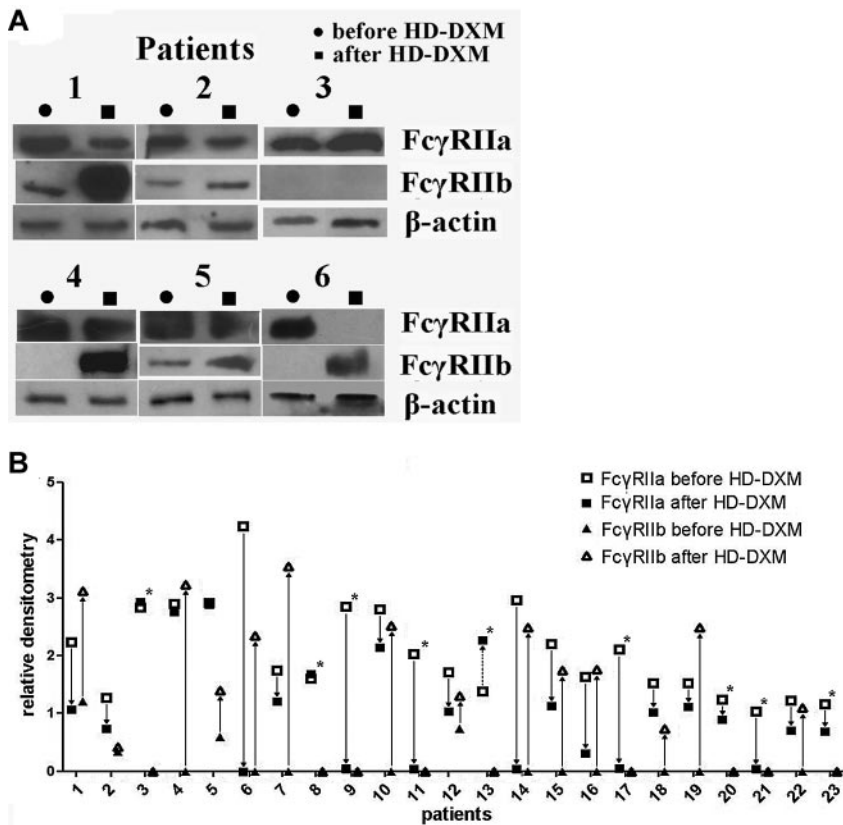 A
Patients
● before HD-DXM
■ after HD-DXM
1 2 3
FcγRIIa
FcγRIIb
β-actin
4 5 6
FcγRIIa
FcγRIIb
β-actin
B
FcγRIIa before HD-DXM
FcγRIIa after HD-DXM
FcγRIIb before HD-DXM
FcγRIIb after HD-DXM
relative densitometry
5
4
3
2
1
0
* * * * * * * * *
1 2 3 4 5 6 7 8 9 10 11 12 13 14 15 16 17 18 19 20 21 22 23
patients